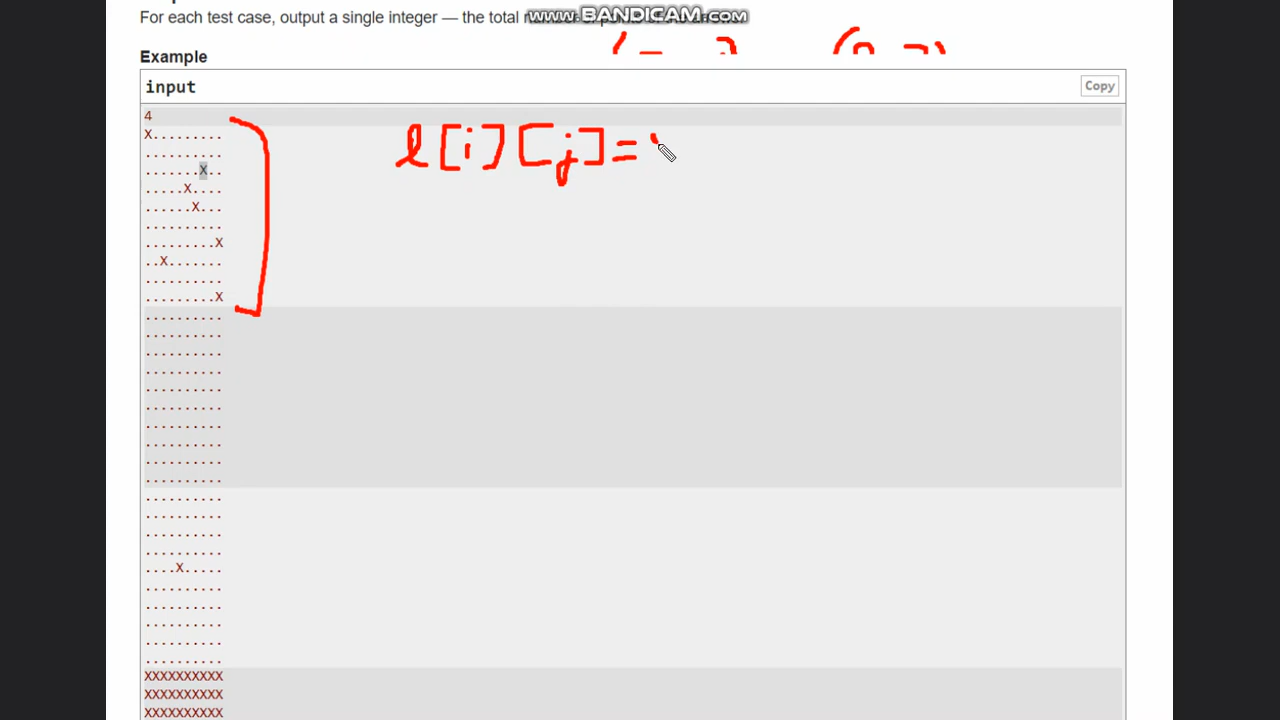 www.BANDICAM.com
For each test case, output a single integer — the total
Example
input
Copy
4
X.........
..........
.......X..
.....X....
......X...
..........
.........X
..X.......
..........
.........X
..........
..........
..........
..........
..........
..........
..........
..........
..........
..........
..........
..........
..........
..........
....X.....
..........
..........
..........
..........
..........
XXXXXXXXXX
XXXXXXXXXX
XXXXXXXXXX
l[i][j]=